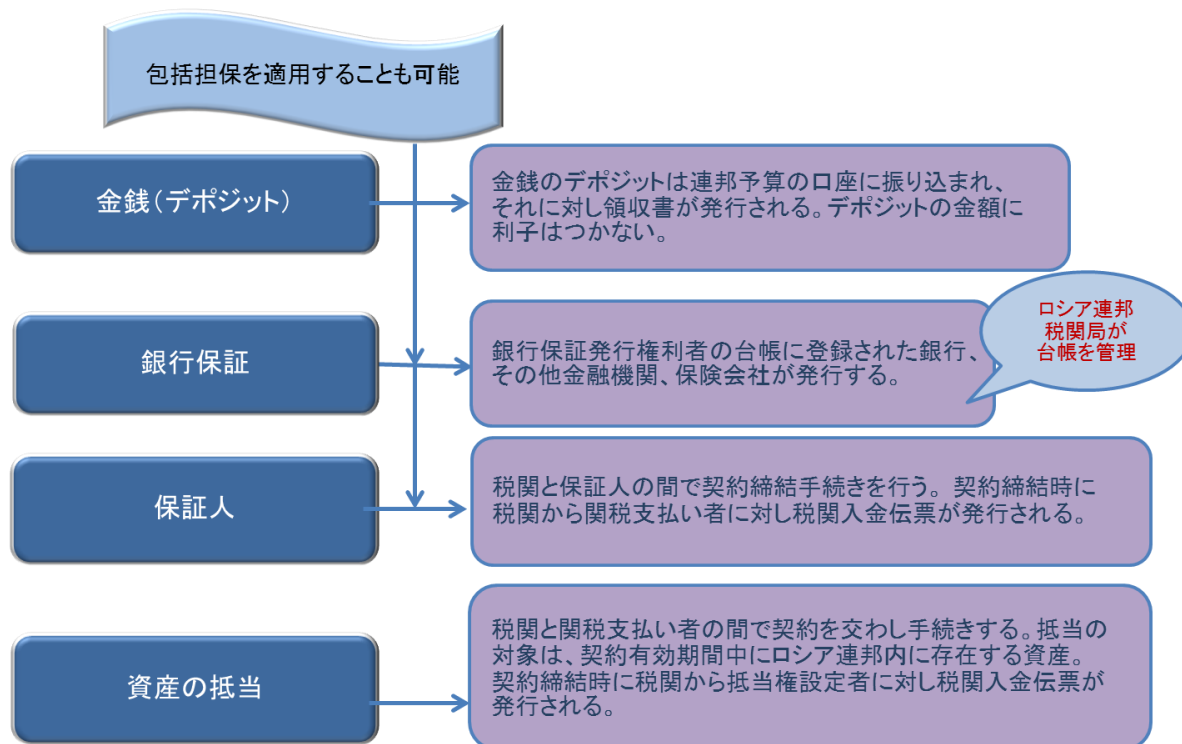 包括担保を適用することも可能
金銭(デポジット)
金銭のデポジットは連邦予算の口座に振り込まれ、
それに対し領収書が発行される。デポジットの金額に
利子はつかない。
銀行保証
銀行保証発行権利者の台帳に登録された銀行、
その他金融機関、保険会社が発行する。
ロシア連邦
税関局が
台帳を管理
保証人
税関と保証人の間で契約締結手続きを行う。 契約締結時に
税関から関税支払い者に対し税関入金伝票が発行される。
資産の抵当
税関と関税支払い者の間で契約を交わし手続きする。抵当の
対象は、契約有効期間中にロシア連邦内に存在する資産。
契約締結時に税関から抵当権設定者に対し税関入金伝票が
発行される。